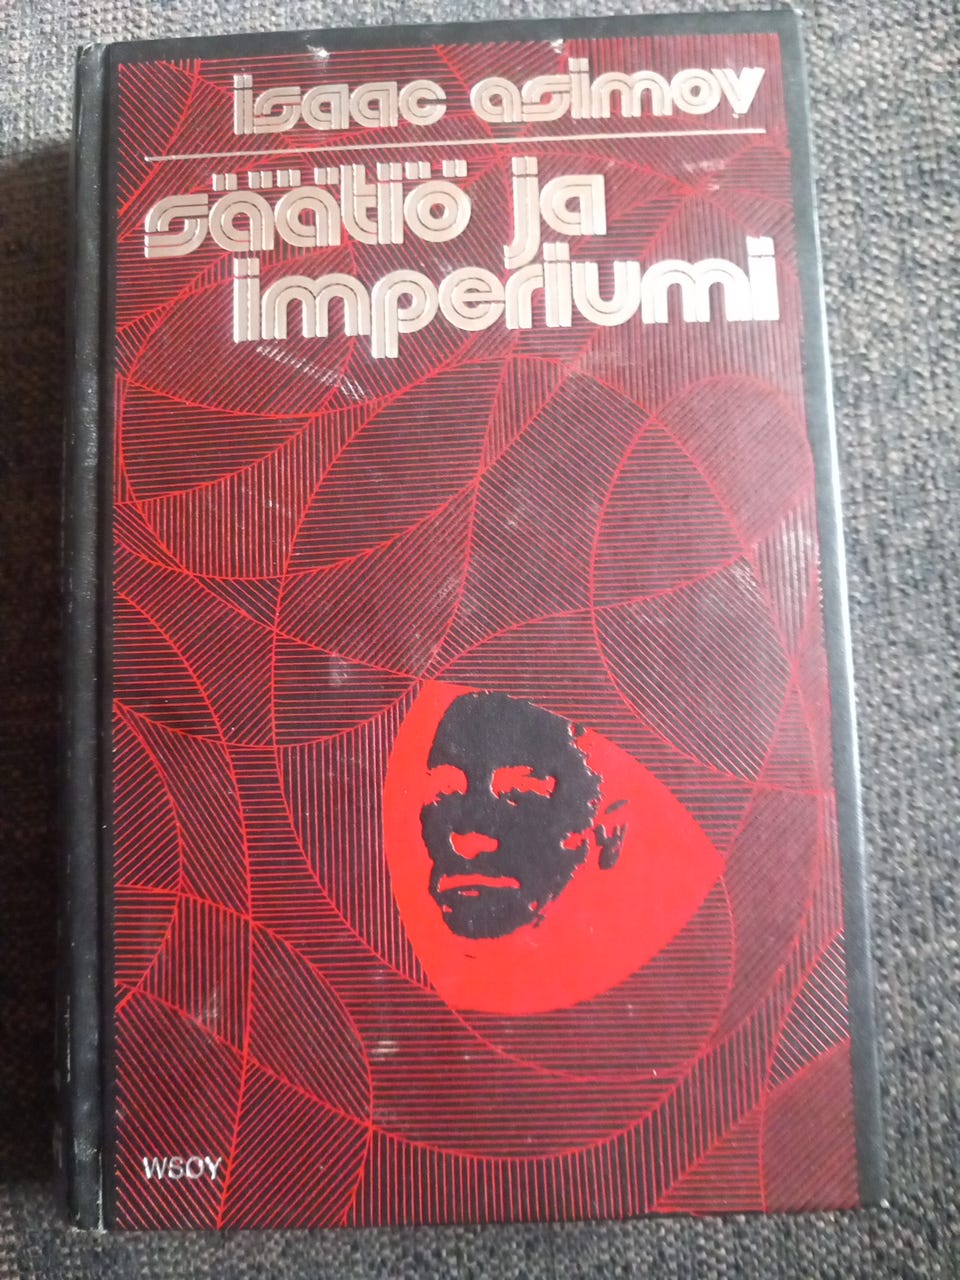 isaac asimov
säätiö ja
imperiumi
WSOY